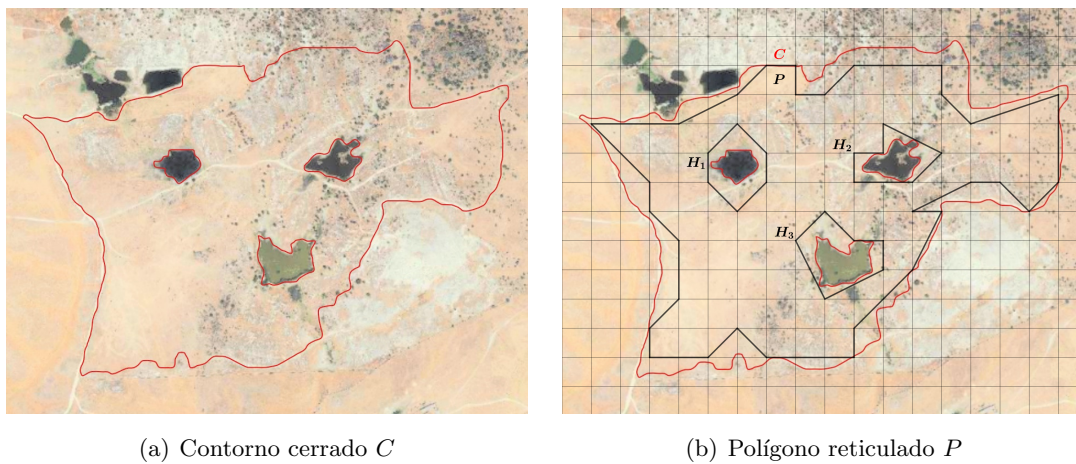 C
P
H₁
H₂
H₃
(a) Contorno cerrado C
(b) Polígono reticulado P